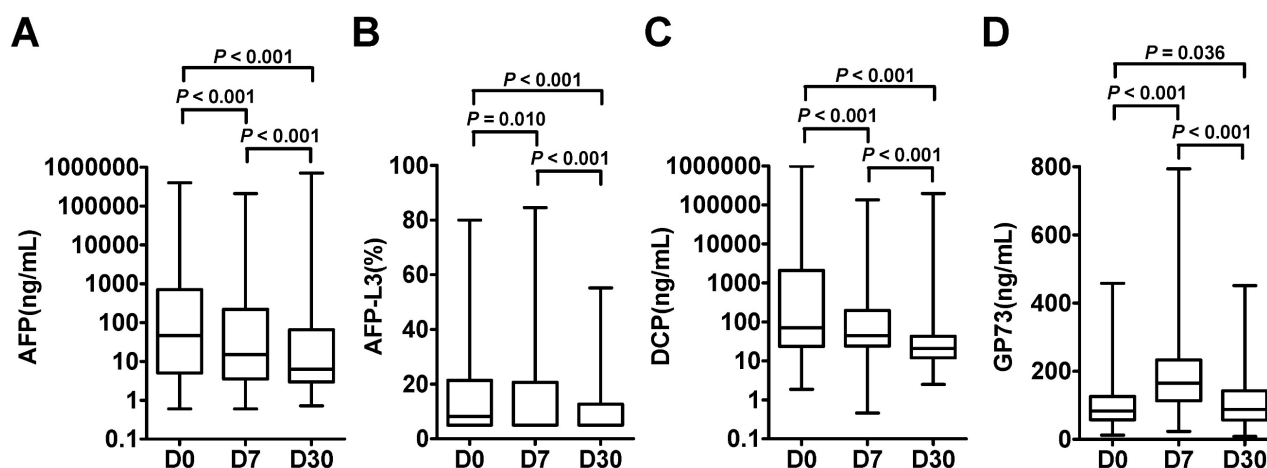 A
P < 0.001
P < 0.001
P < 0.001
AFP(ng/mL)
1000000
100000
10000
1000
100
10
1
0.1
D0 D7 D30
B
P < 0.001
P = 0.010
P < 0.001
AFP-L3(%)
100
80
60
40
20
0
D0 D7 D30
C
P < 0.001
P < 0.001
P < 0.001
DCP(ng/mL)
1000000
100000
10000
1000
100
10
1
0.1
D0 D7 D30
D
P = 0.036
P < 0.001
P < 0.001
GP73(ng/mL)
800
600
400
200
0
D0 D7 D30